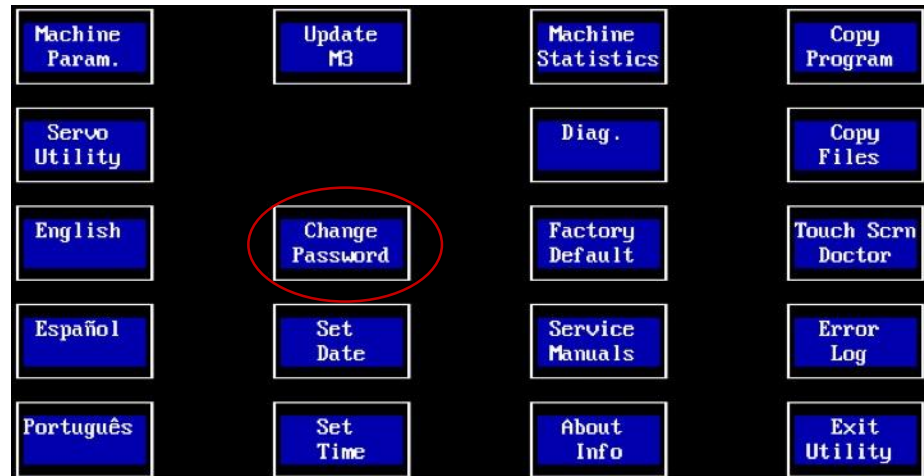 Machine
Param.
Update
M3
Machine
Statistics
Copy
Program
Servo
Utility
Diag.
Copy
Files
English
Change
Password
Factory
Default
Touch Scrn
Doctor
Español
Set
Date
Service
Manuals
Error
Log
Português
Set
Time
About
Info
Exit
Utility